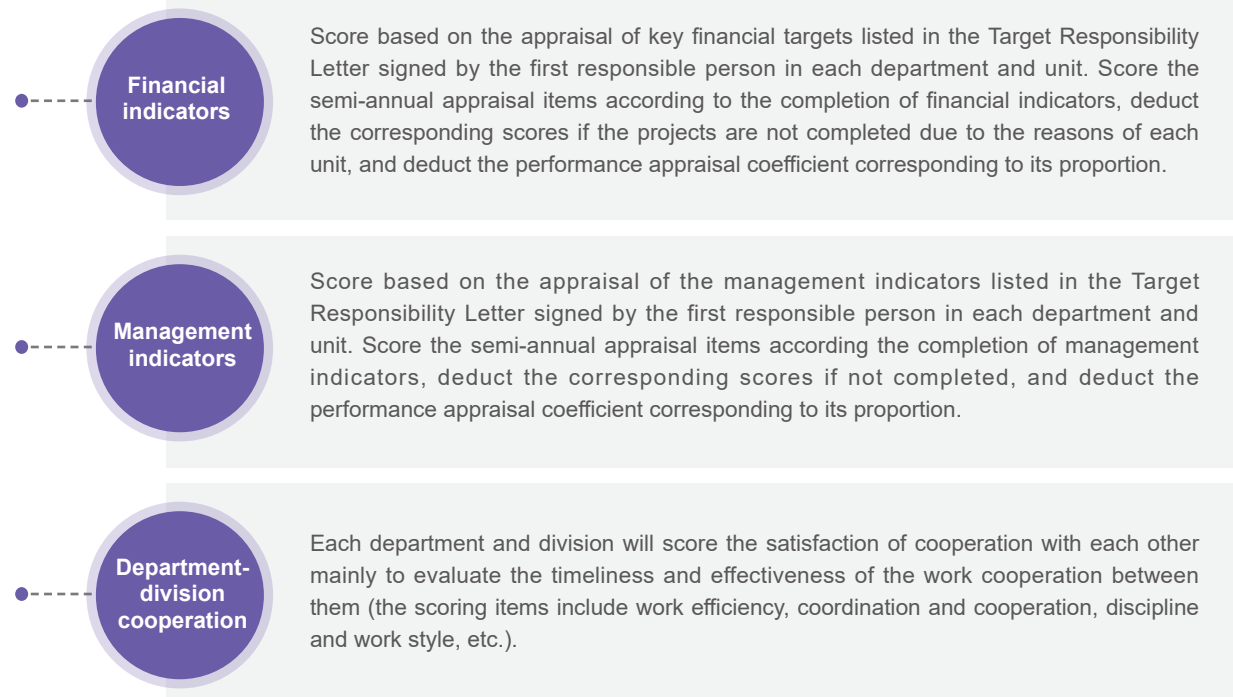 Financial
indicators
Score based on the appraisal of key financial targets listed in the Target Responsibility
Letter signed by the first responsible person in each department and unit. Score the
semi-annual appraisal items according to the completion of financial indicators, deduct
the corresponding scores if the projects are not completed due to the reasons of each
unit, and deduct the performance appraisal coefficient corresponding to its proportion.
Management
indicators
Score based on the appraisal of the management indicators listed in the Target
Responsibility Letter signed by the first responsible person in each department and
unit. Score the semi-annual appraisal items according the completion of management
indicators, deduct the corresponding scores if not completed, and deduct the
performance appraisal coefficient corresponding to its proportion.
Department-
division
cooperation
Each department and division will score the satisfaction of cooperation with each other
mainly to evaluate the timeliness and effectiveness of the work cooperation between
them (the scoring items include work efficiency, coordination and cooperation, discipline
and work style, etc.).